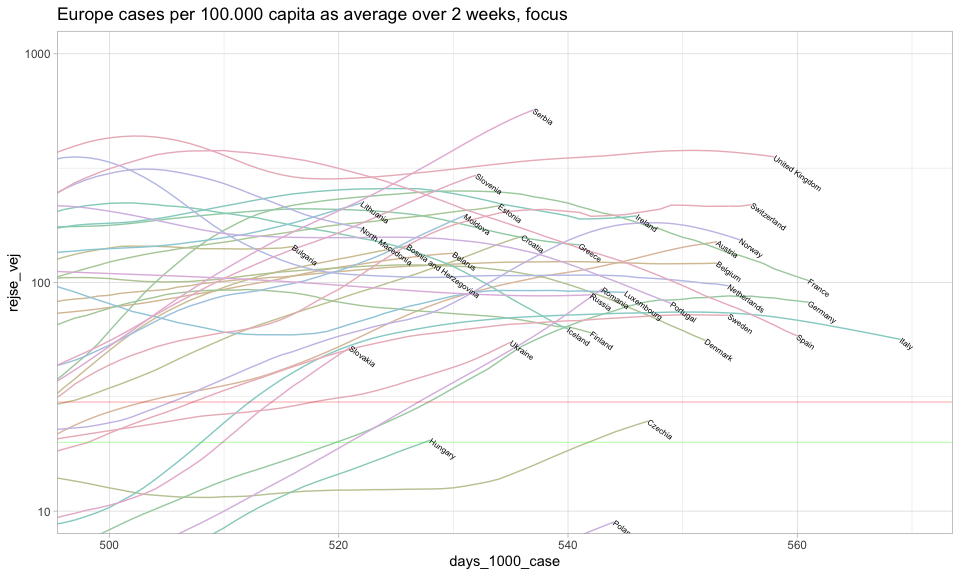 Europe cases per 100.000 capita as average over 2 weeks, focus
1000
Serbia
United Kingdom
Slovenia
Lithuania
Estonia
Switzerland
Moldova
Ireland
North Macedonia
Croatia
Bulgaria
Bosnia and Herzegovina
Belarus
Greece
Austria
Norway
rejse_vej
100
Belgium
France
Romania
Luxembourg
Netherlands
Russia
Portugal
Germany
Sweden
Iceland
Finland
Spain
Italy
Ukraine
Denmark
Slovakia
Czechia
Hungary
10
500
520
540
560
days_1000_case